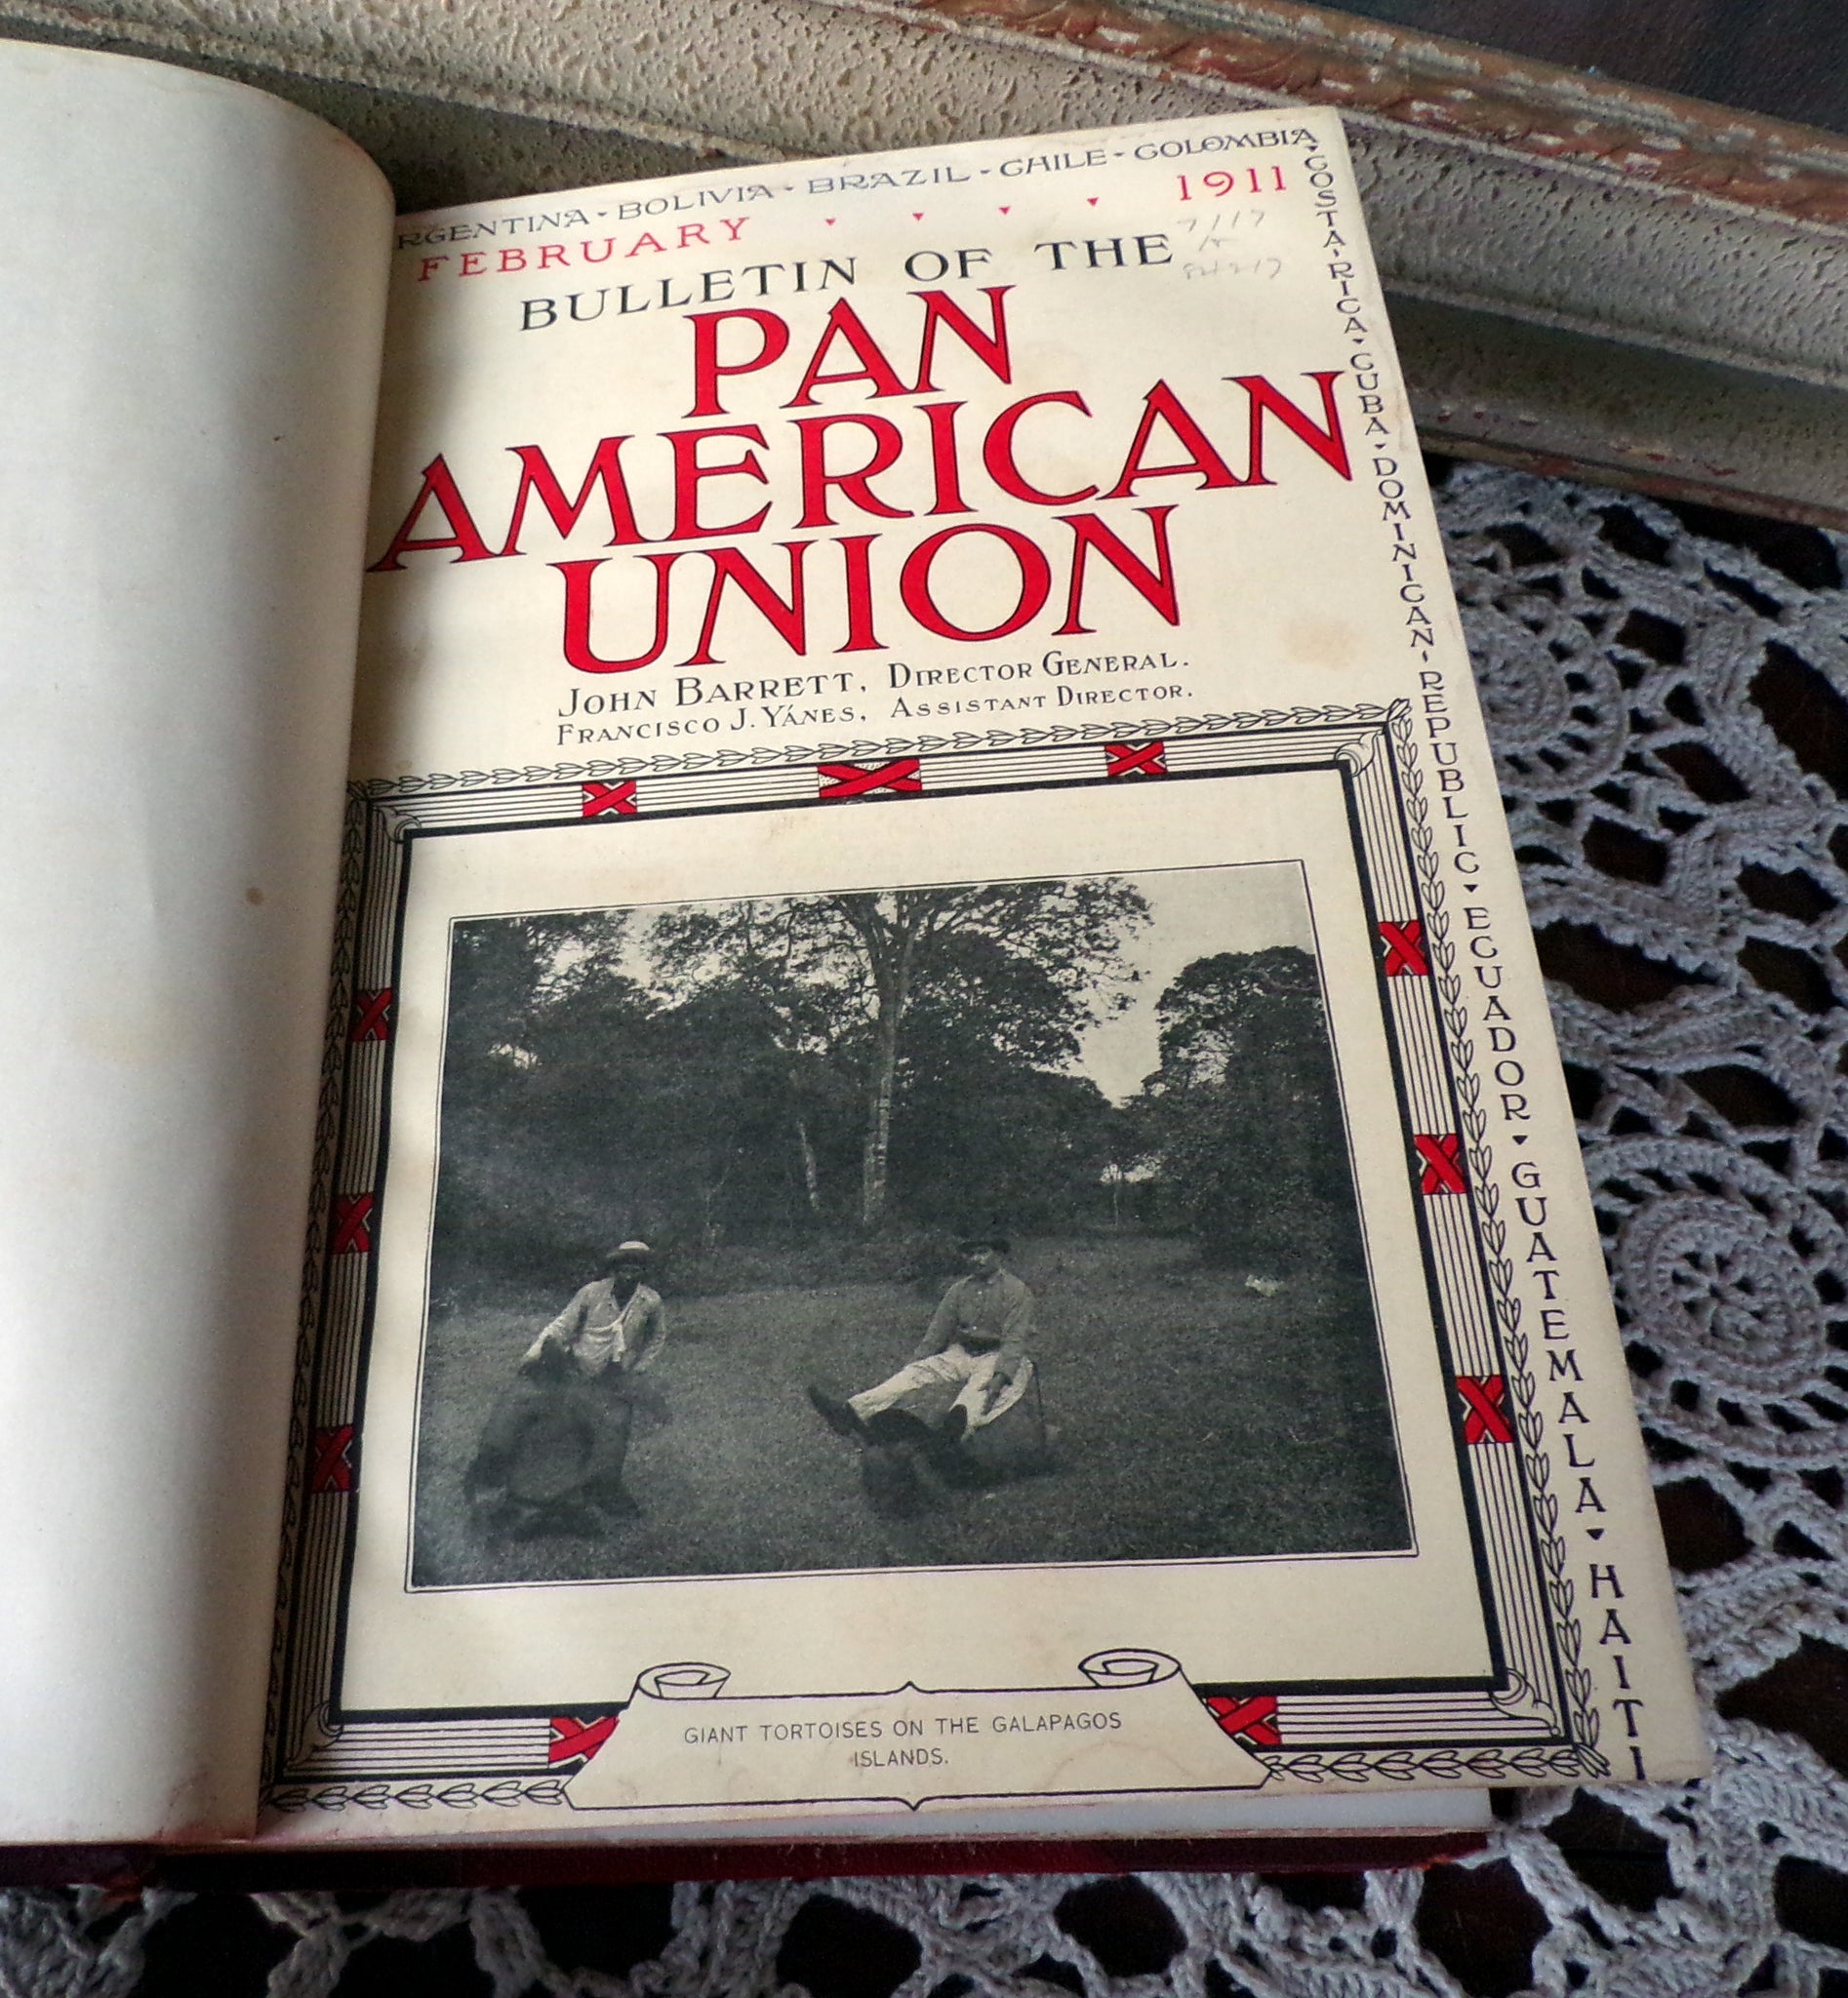 RGENTINA · BOLIVIA · BRAZIL · CHILE · COLOMBIA ·
FEBRUARY 1911
BULLETIN OF THE
PAN
AMERICAN
UNION
JOHN BARRETT, DIRECTOR GENERAL.
FRANCISCO J. YÁNES, ASSISTANT DIRECTOR.
GIANT TORTOISES ON THE GALAPAGOS
ISLANDS.
COSTA-RICA · CUBA · DOMINICAN-REPUBLIC · ECUADOR · GUATEMALA · HAITI